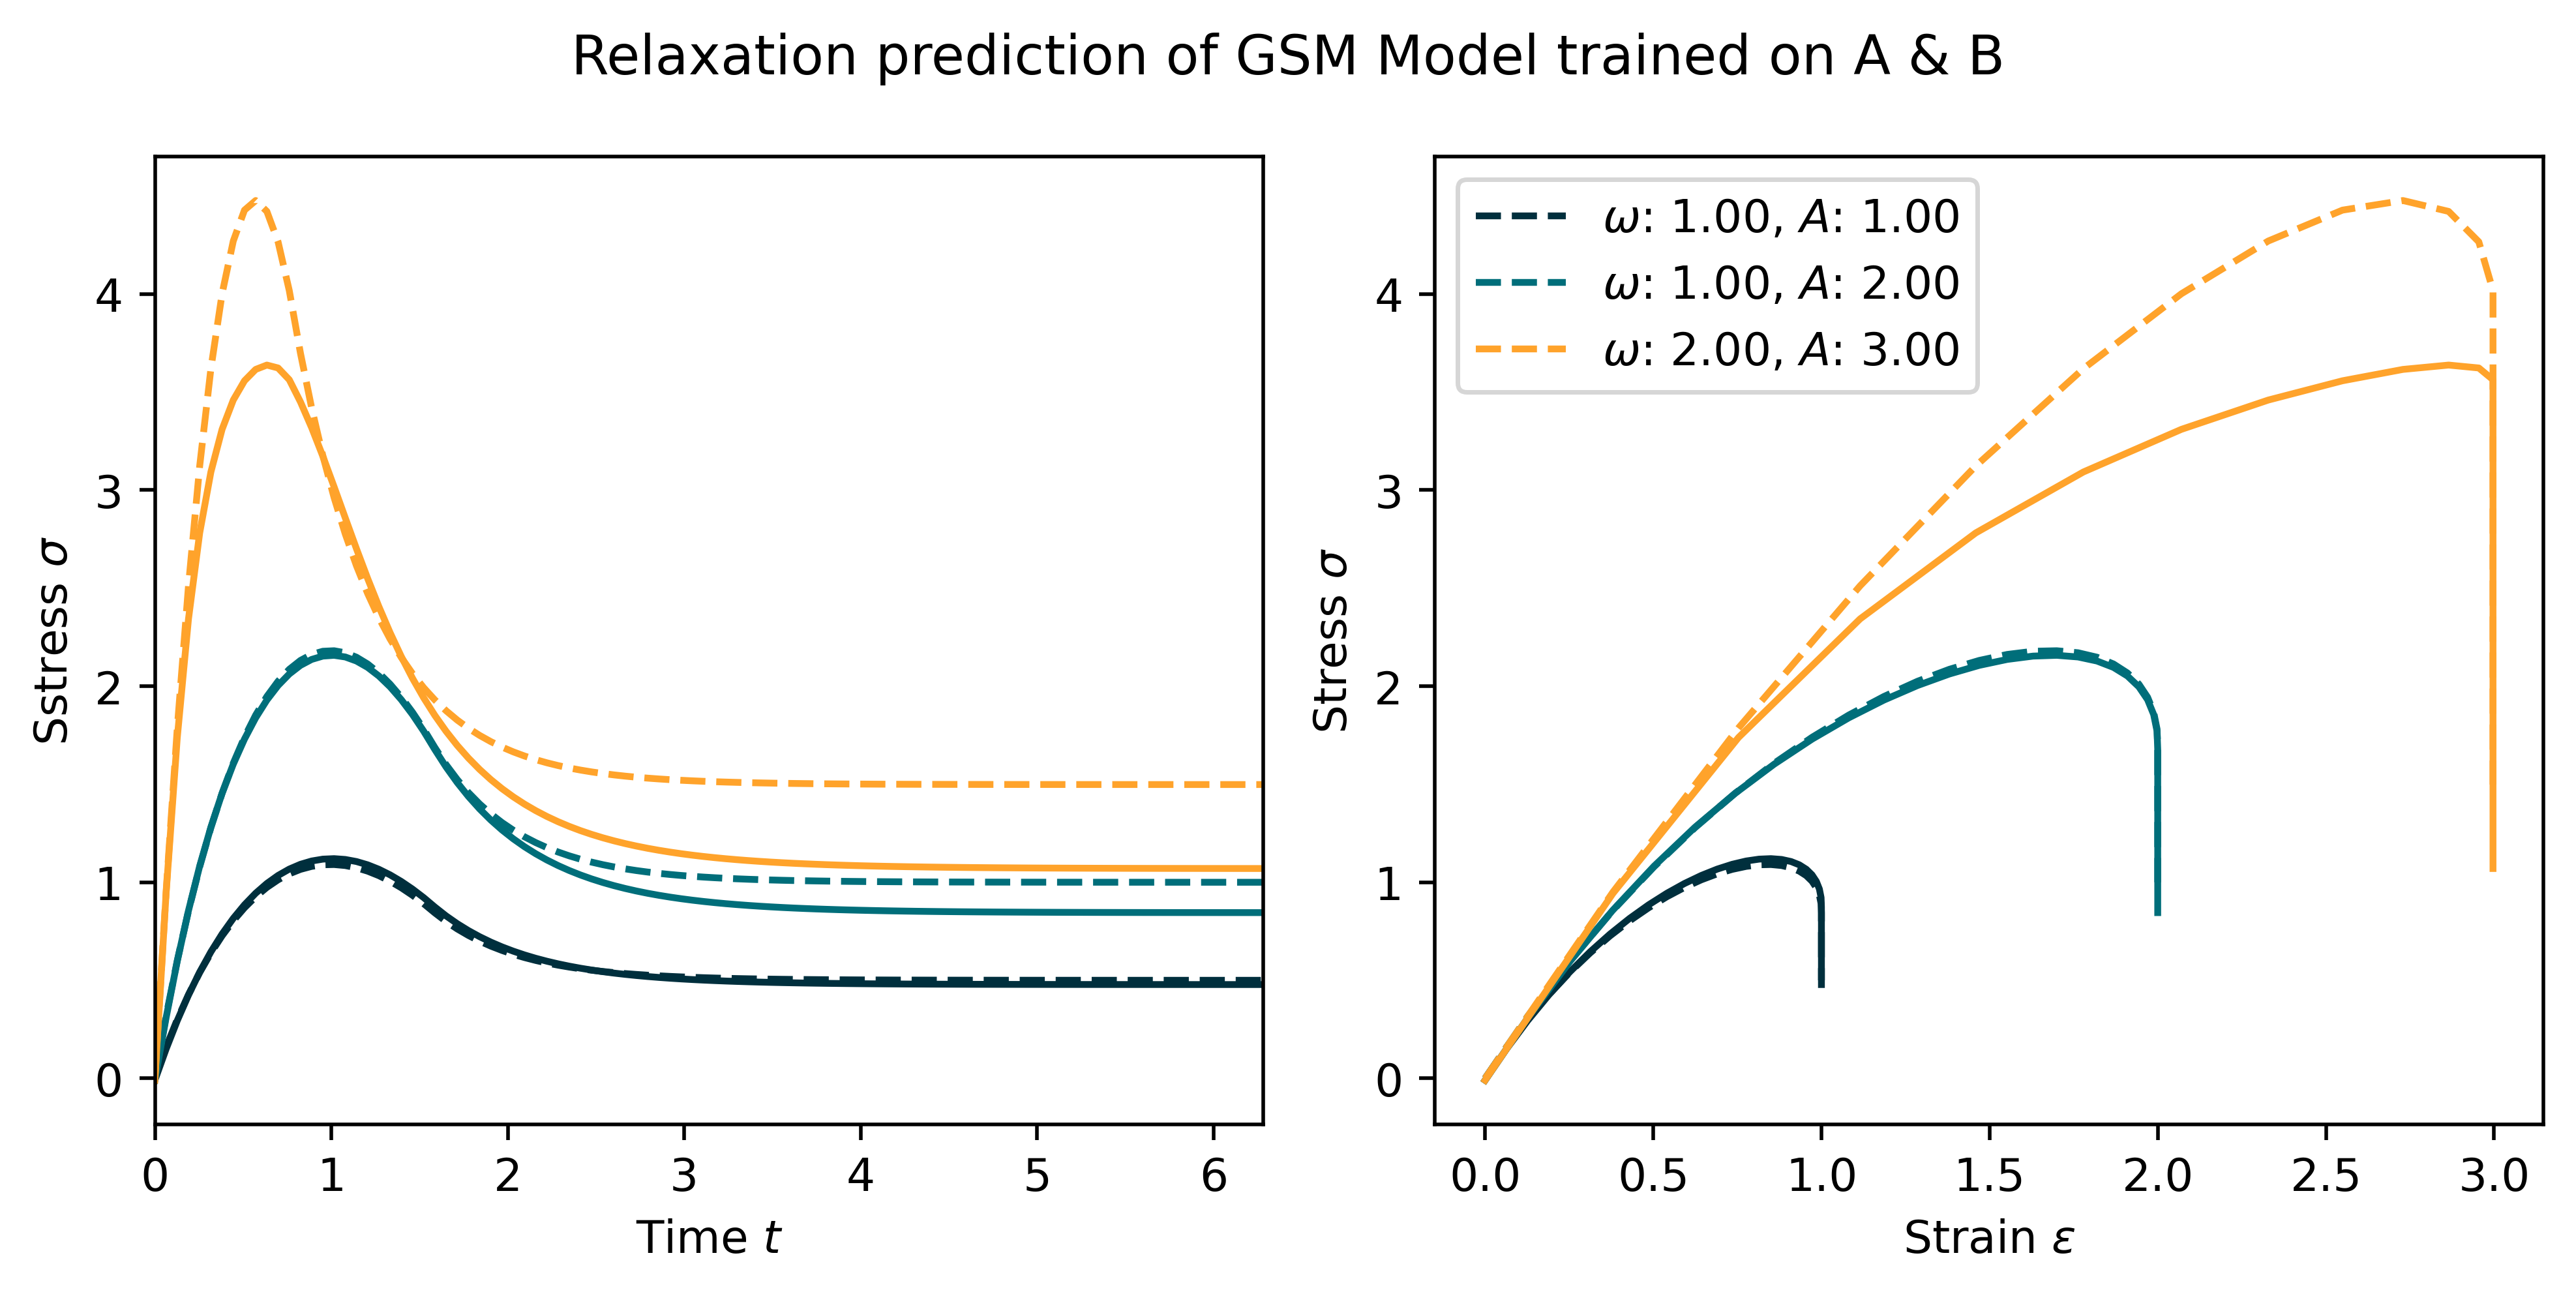 Relaxation prediction of GSM Model trained on A & B
Sstress σ
4
3
2
1
0
0 1 2 3 4 5 6
Time t
Stress σ
4
3
2
1
0
ω: 1.00, A: 1.00
ω: 1.00, A: 2.00
ω: 2.00, A: 3.00
0.0 0.5 1.0 1.5 2.0 2.5 3.0
Strain ε